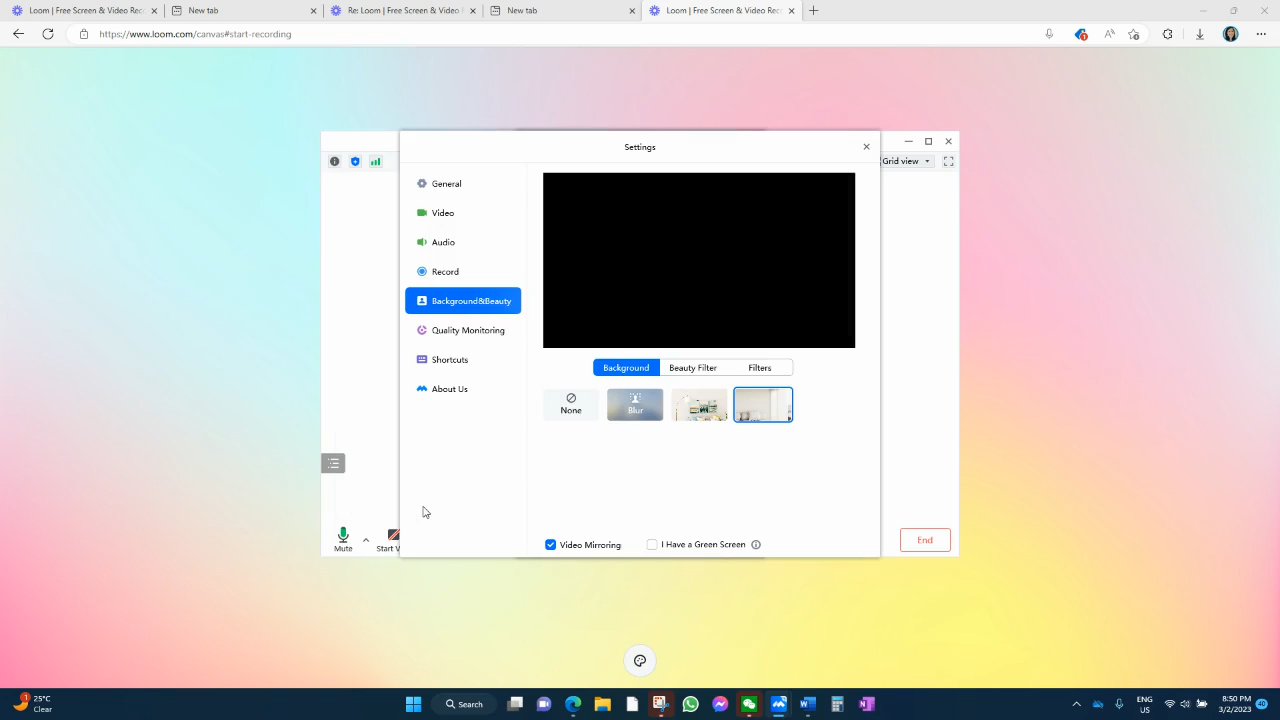 Loom | Free Screen & Video Rec
New tab
Re: Loom | Free Screen & Video
New tab
Loom | Free Screen & Video Rec
https://www.loom.com/canvas#start-recording
Settings
Grid view
General
Video
Audio
Record
Background&Beauty
Quality Monitoring
Shortcuts
About Us
Background
Beauty Filter
Filters
None
Blur
Mute
Start V
Video Mirroring
I Have a Green Screen
End
1
25°C
Clear
Search
ENG
US
8:50 PM
3/2/2023